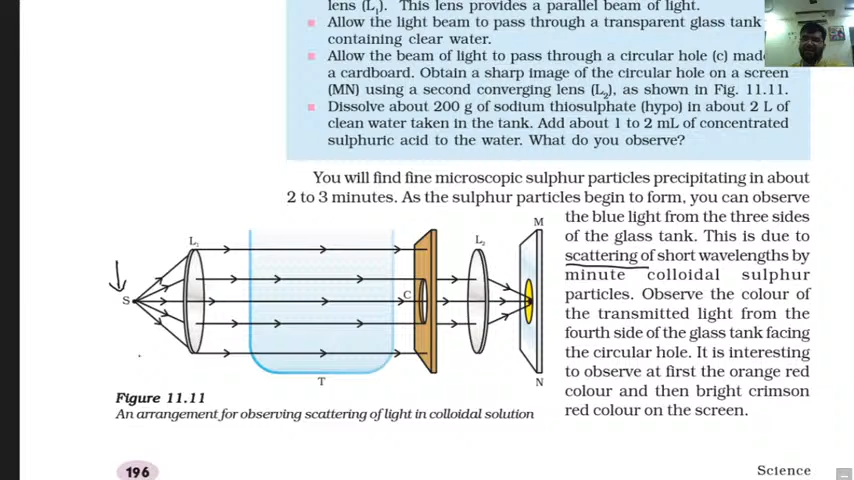 lens (L₁). This lens provides a parallel beam of light.
Allow the light beam to pass through a transparent glass tank
containing clear water.
Allow the beam of light to pass through a circular hole (c) mad
a cardboard. Obtain a sharp image of the circular hole on a screen
(MN) using a second converging lens (L₂), as shown in Fig. 11.11.
Dissolve about 200 g of sodium thiosulphate (hypo) in about 2 L of
clean water taken in the tank. Add about 1 to 2 mL of concentrated
sulphuric acid to the water. What do you observe?
You will find fine microscopic sulphur particles precipitating in about
2 to 3 minutes. As the sulphur particles begin to form, you can observe
the blue light from the three sides
of the glass tank. This is due to
scattering of short wavelengths by
minute colloidal sulphur
particles. Observe the colour of
the transmitted light from the
fourth side of the glass tank facing
the circular hole. It is interesting
to observe at first the orange red
colour and then bright crimson
red colour on the screen.
L₁
L₂
M
S
C
T
N
Figure 11.11
An arrangement for observing scattering of light in colloidal solution
196
Science